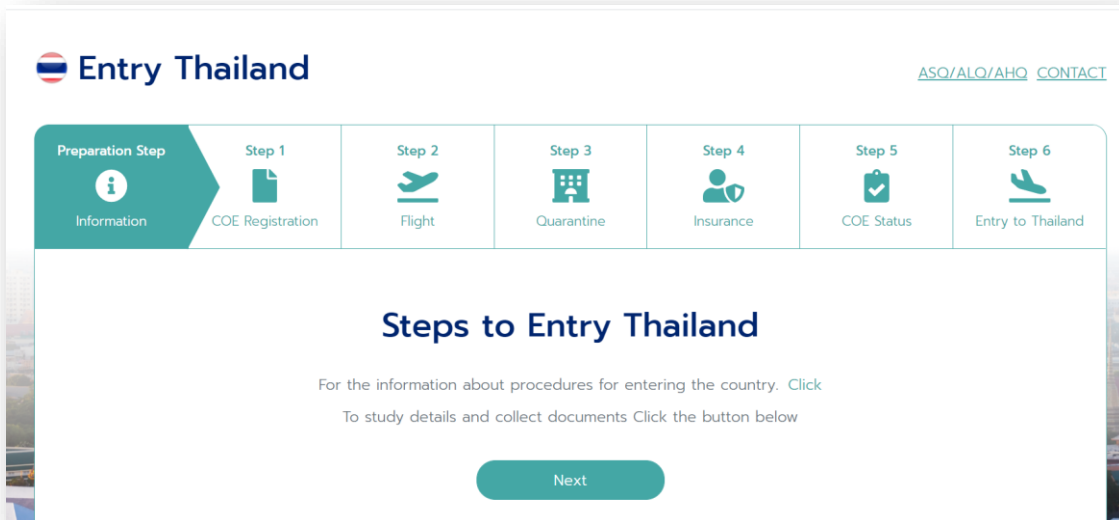 Entry Thailand
ASQ/ALQ/AHQ CONTACT
Preparation Step
Information
Step 1
COE Registration
Step 2
Flight
Step 3
Quarantine
Step 4
Insurance
Step 5
COE Status
Step 6
Entry to Thailand
Steps to Entry Thailand
For the information about procedures for entering the country. Click
To study details and collect documents Click the button below
Next